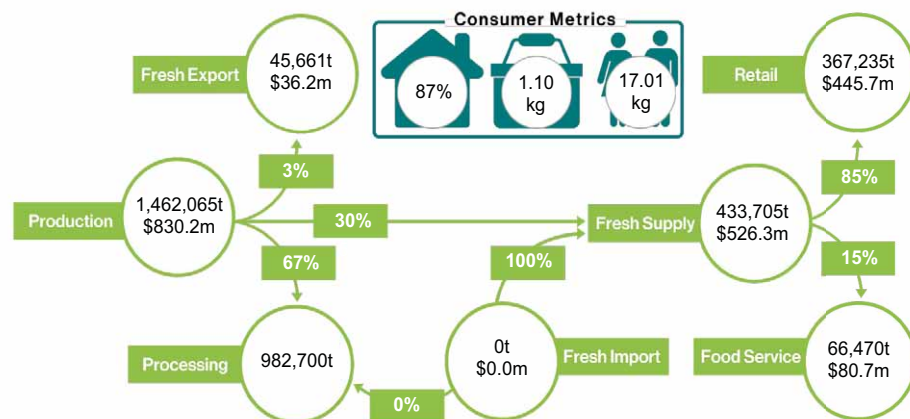 Consumer Metrics
Fresh Export
45,661t
$36.2m
87%
1.10
kg
17.01
kg
Retail
367,235t
$445.7m
3%
85%
Production
1,462,065t
$830.2m
30%
Fresh Supply
433,705t
$526.3m
67%
100%
15%
Processing
982,700t
0t
$0.0m
Fresh Import
Food Service
66,470t
$80.7m
0%